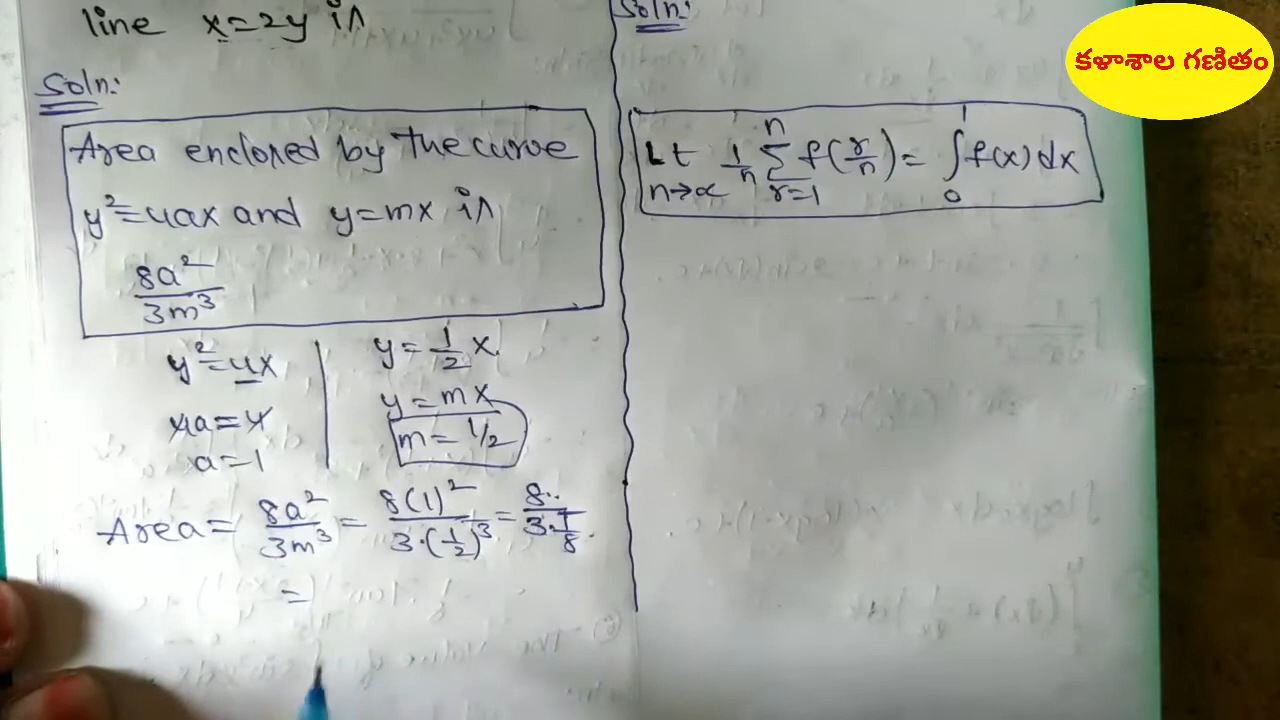 line x=2y is
Soln:
Area enclosed by the curve
y²=4ax and y=mx is
8a²/3m³
y²=4x
4a=4
a=1
y=1/2 x
y=mx
m=1/2
Area= 8a²/3m³ = 8(1)²/3·(1/2)³ = 8/3·1/8
=
Soln:
Lt n→∞ 1/n Σ r=1 n f(r/n) = ∫ 0 1 f(x)dx
కళాశాల గణితం